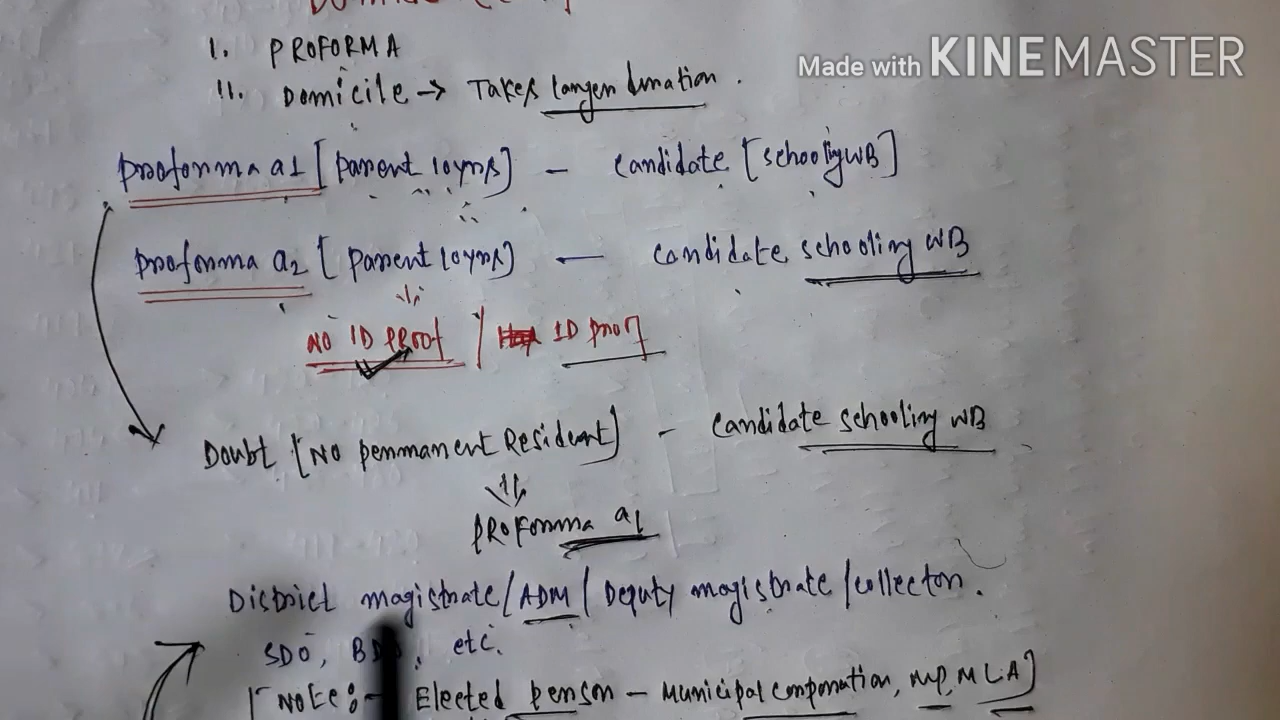 I. PROFORMA
Made with KINEMASTER
II. Domicile → Takes longer duration .
proforma a1 [parent 10yrs] - candidate [schooling WB]
proforma a2 [parent 10yrs] — candidate schooling WB
NO ID PROOF / ID proof
Doubt [NO permanent Resident] - candidate schooling WB
PROforma a1
District magistrate/ADM / Deputy magistrate /collector.
SDO, BDO, etc.
[Note:- Elected person - municipal corporation, MP, MLA]